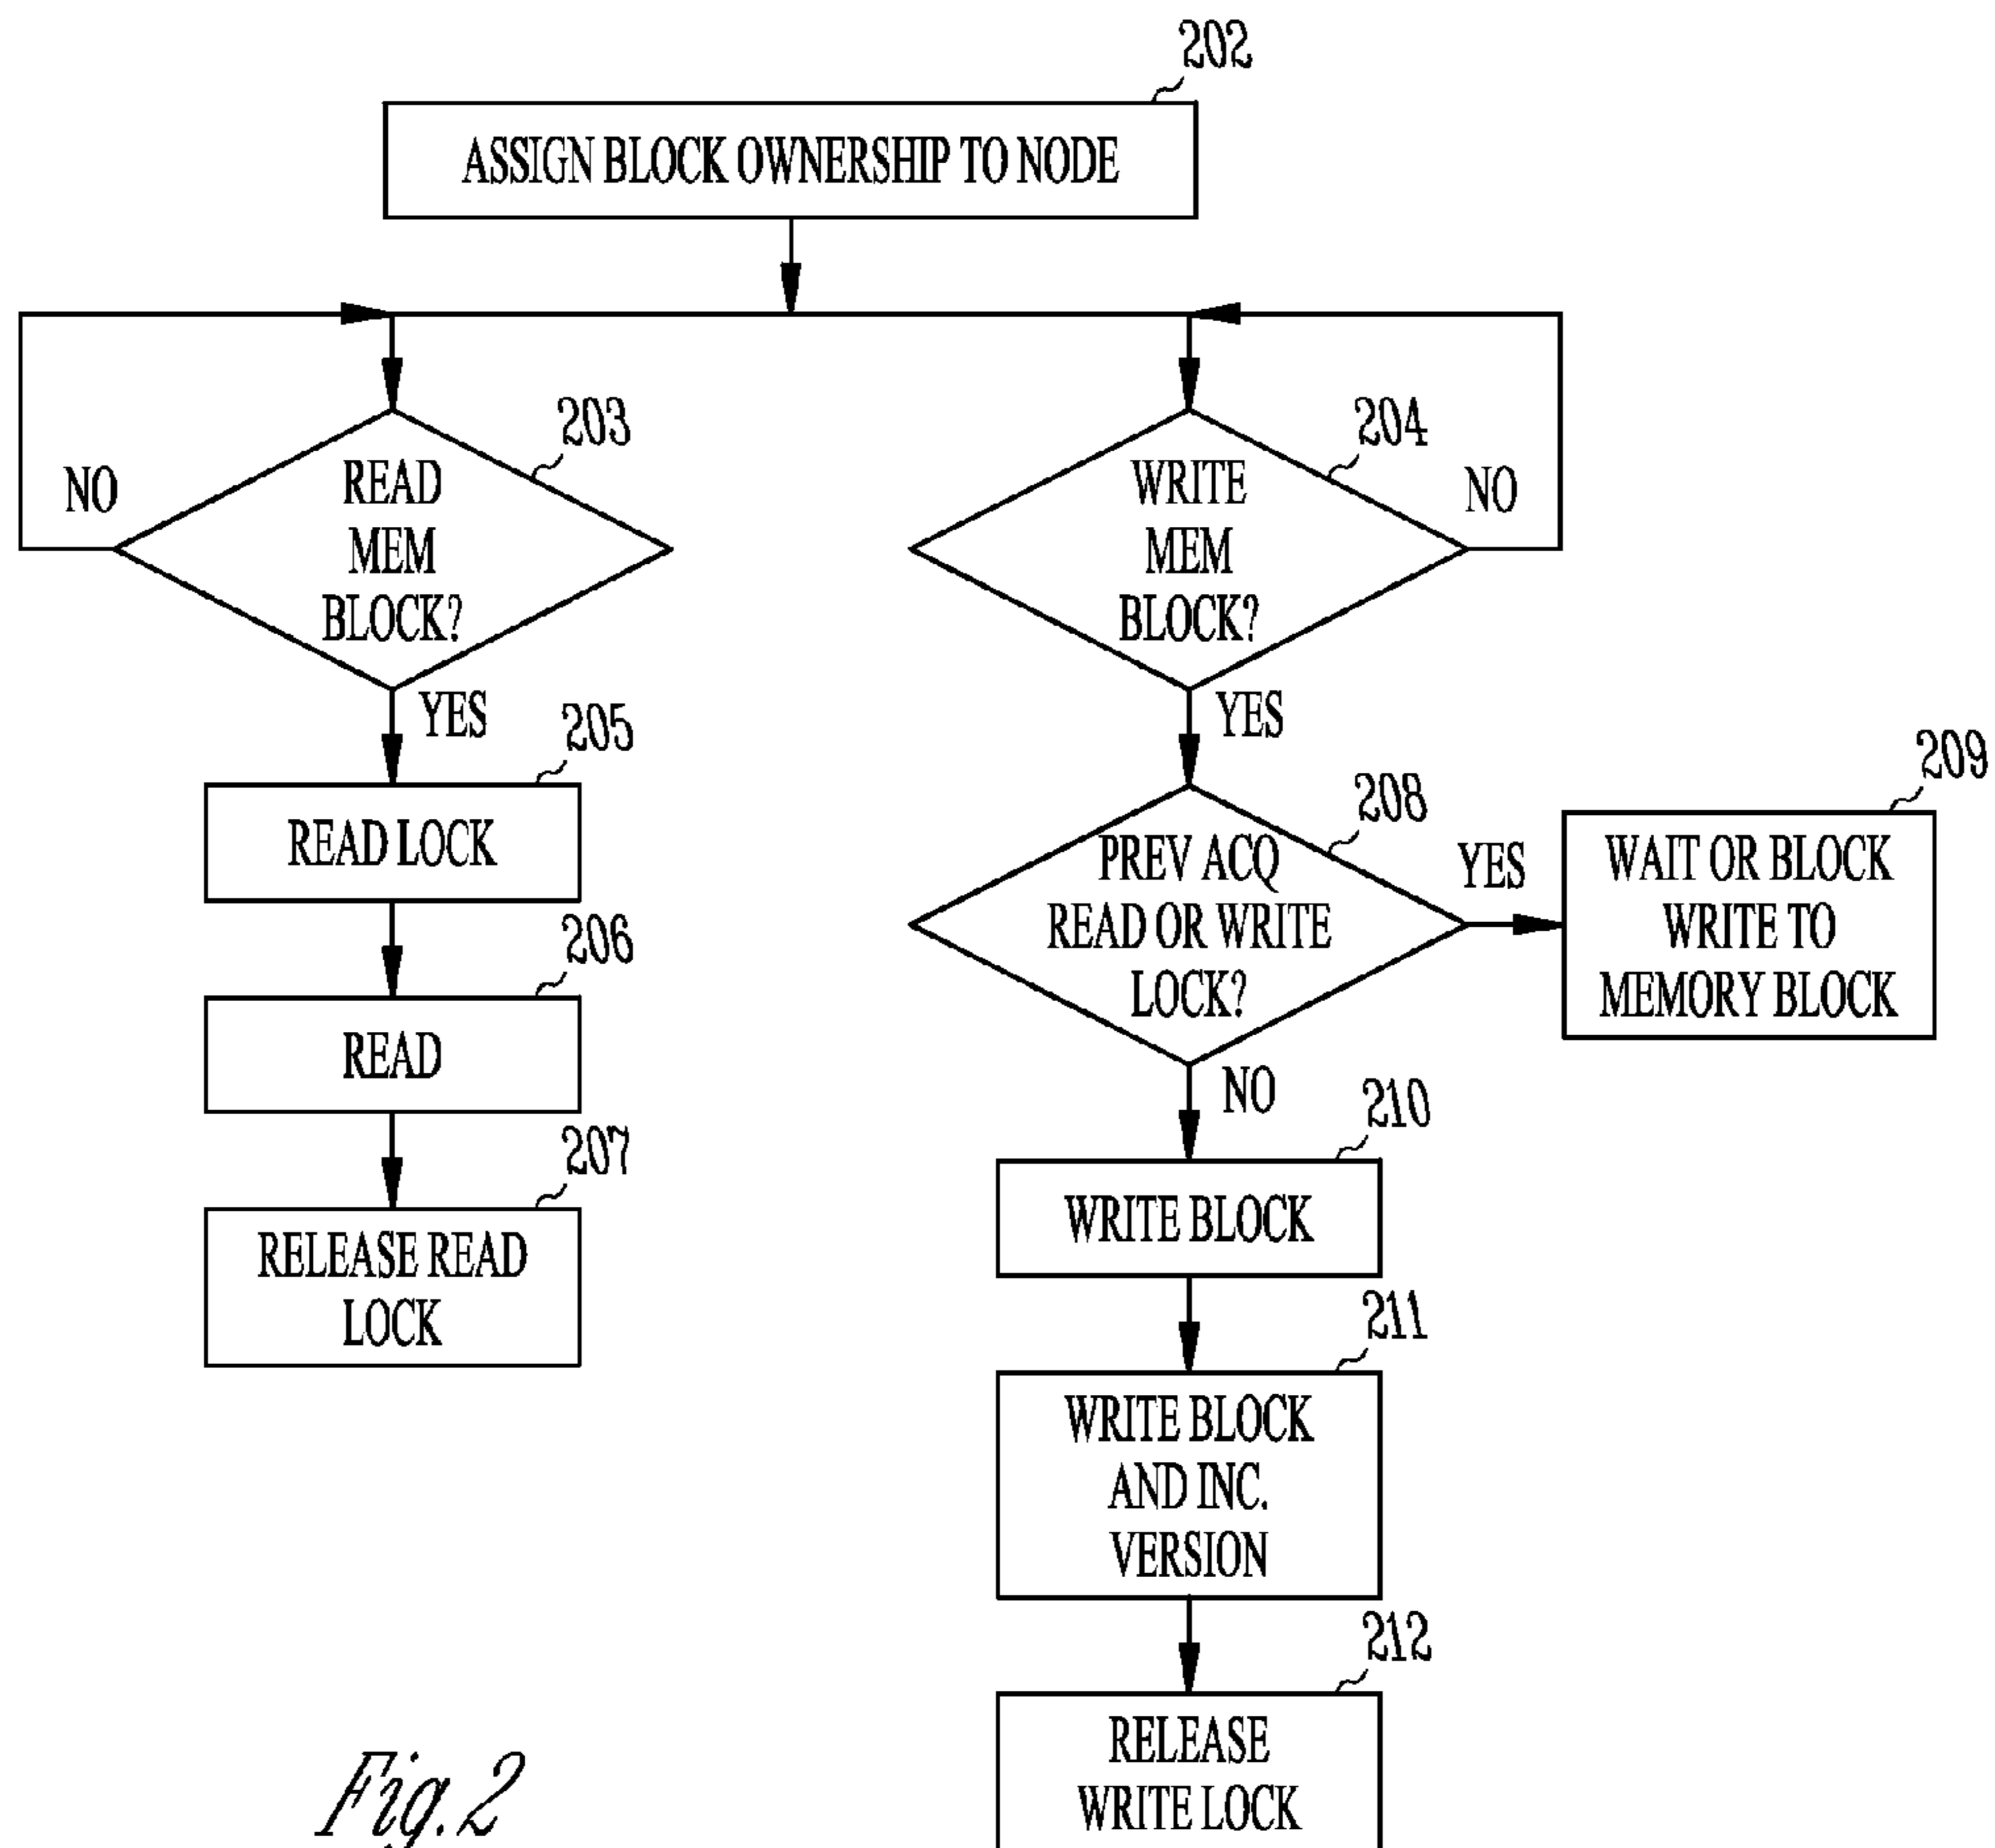 202
ASSIGN BLOCK OWNERSHIP TO NODE
203
READ
MEM
BLOCK?
NO
YES
204
WRITE
MEM
BLOCK?
NO
YES
205
READ LOCK
206
READ
207
RELEASE READ
LOCK
208
PREV ACQ
READ OR WRITE
LOCK?
YES
NO
209
WAIT OR BLOCK
WRITE TO
MEMORY BLOCK
210
WRITE BLOCK
211
WRITE BLOCK
AND INC.
VERSION
212
RELEASE
WRITE LOCK
Fig.2